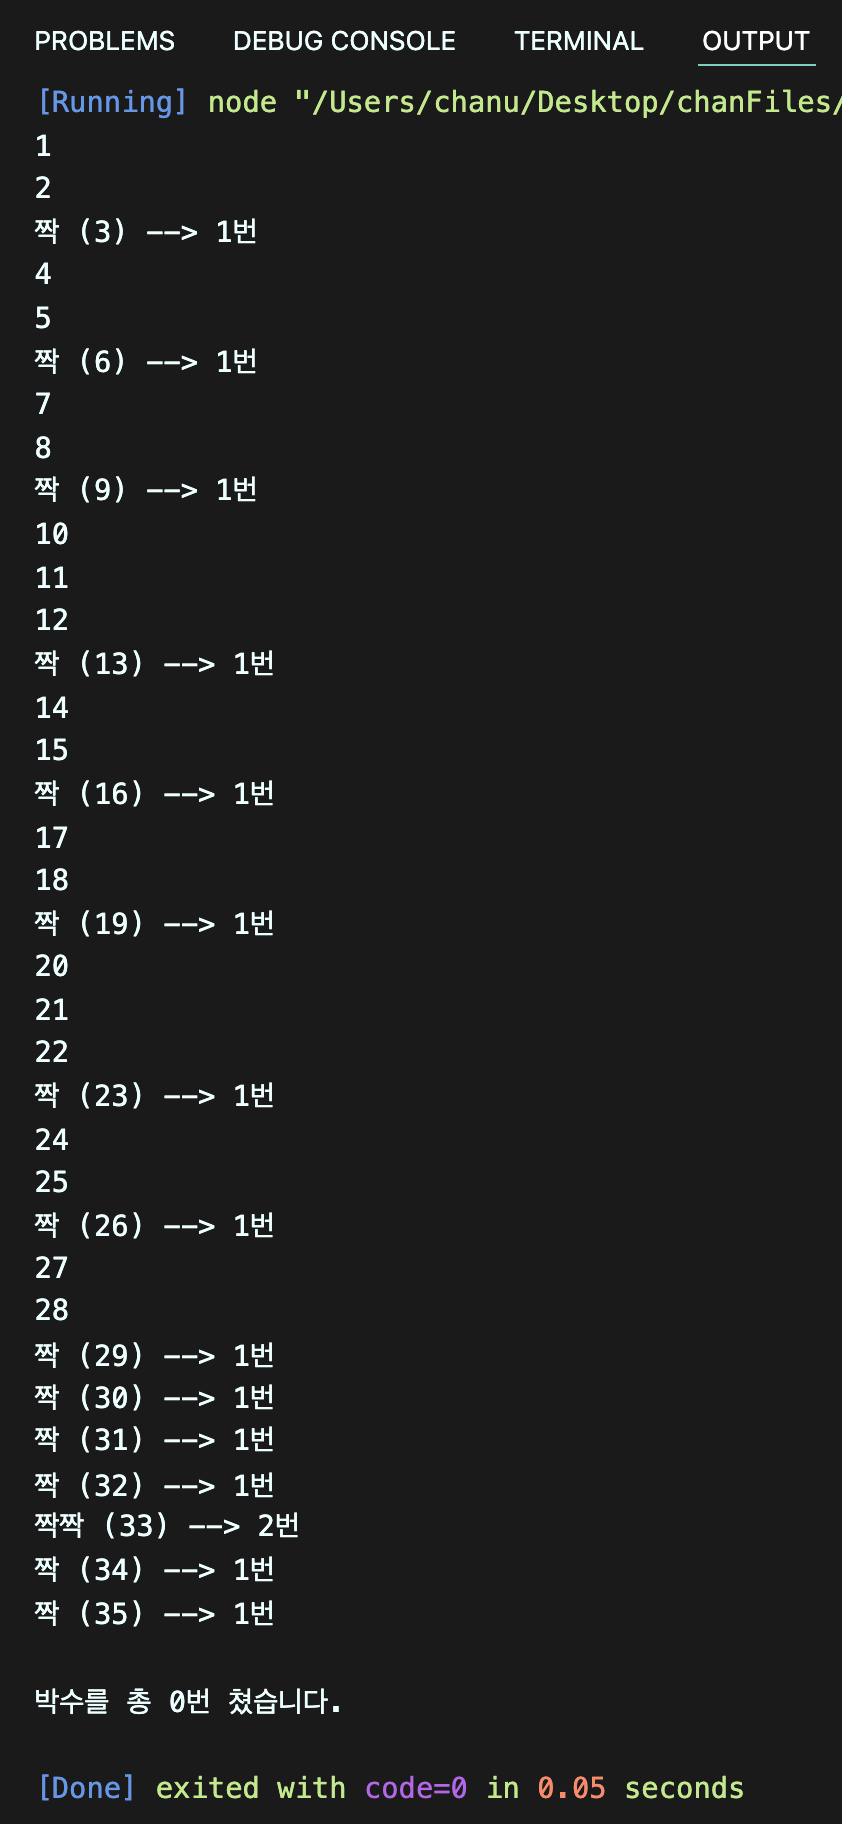 PROBLEMS DEBUG CONSOLE TERMINAL OUTPUT
[Running] node "/Users/chanu/Desktop/chanFiles/
1
2
짝 (3) --> 1번
4
5
짝 (6) --> 1번
7
8
짝 (9) --> 1번
10
11
12
짝 (13) --> 1번
14
15
짝 (16) --> 1번
17
18
짝 (19) --> 1번
20
21
22
짝 (23) --> 1번
24
25
짝 (26) --> 1번
27
28
짝 (29) --> 1번
짝 (30) --> 1번
짝 (31) --> 1번
짝 (32) --> 1번
짝짝 (33) --> 2번
짝 (34) --> 1번
짝 (35) --> 1번
박수를 총 0번 쳤습니다.
[Done] exited with code=0 in 0.05 seconds